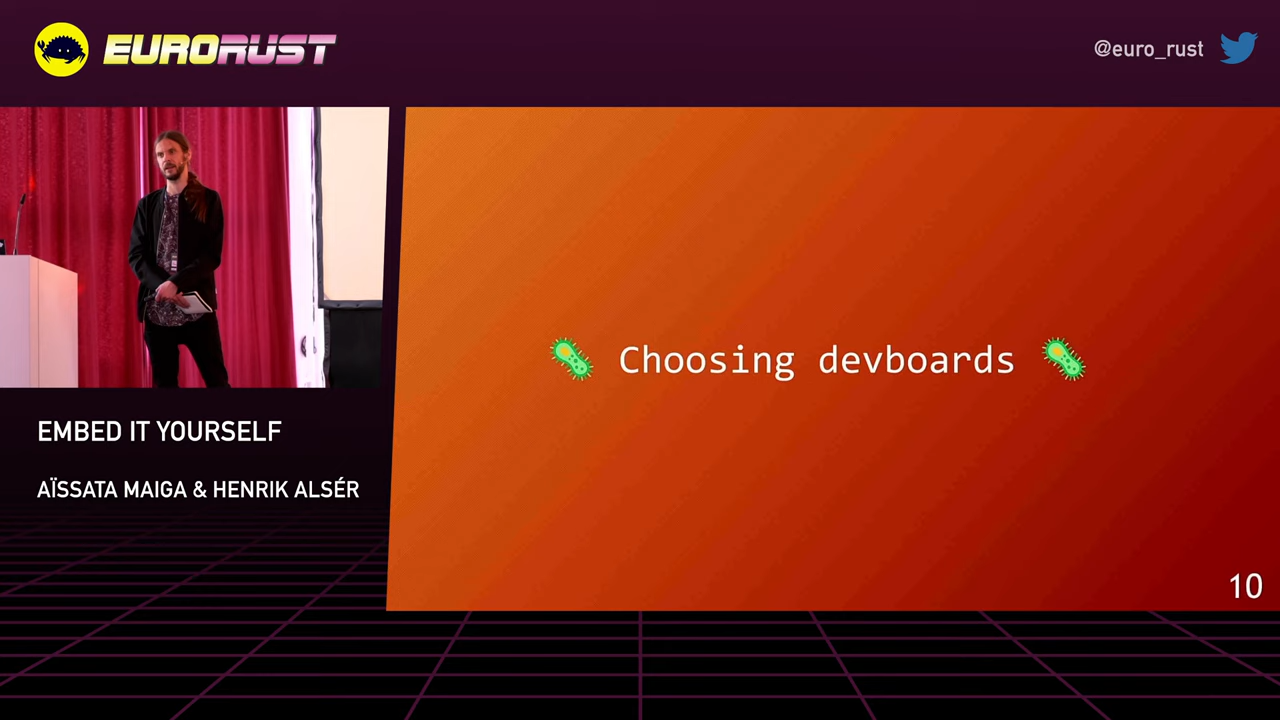 EURORUST
@euro_rust
Choosing devboards
EMBED IT YOURSELF
AÏSSATA MAIGA & HENRIK ALSÉR
10